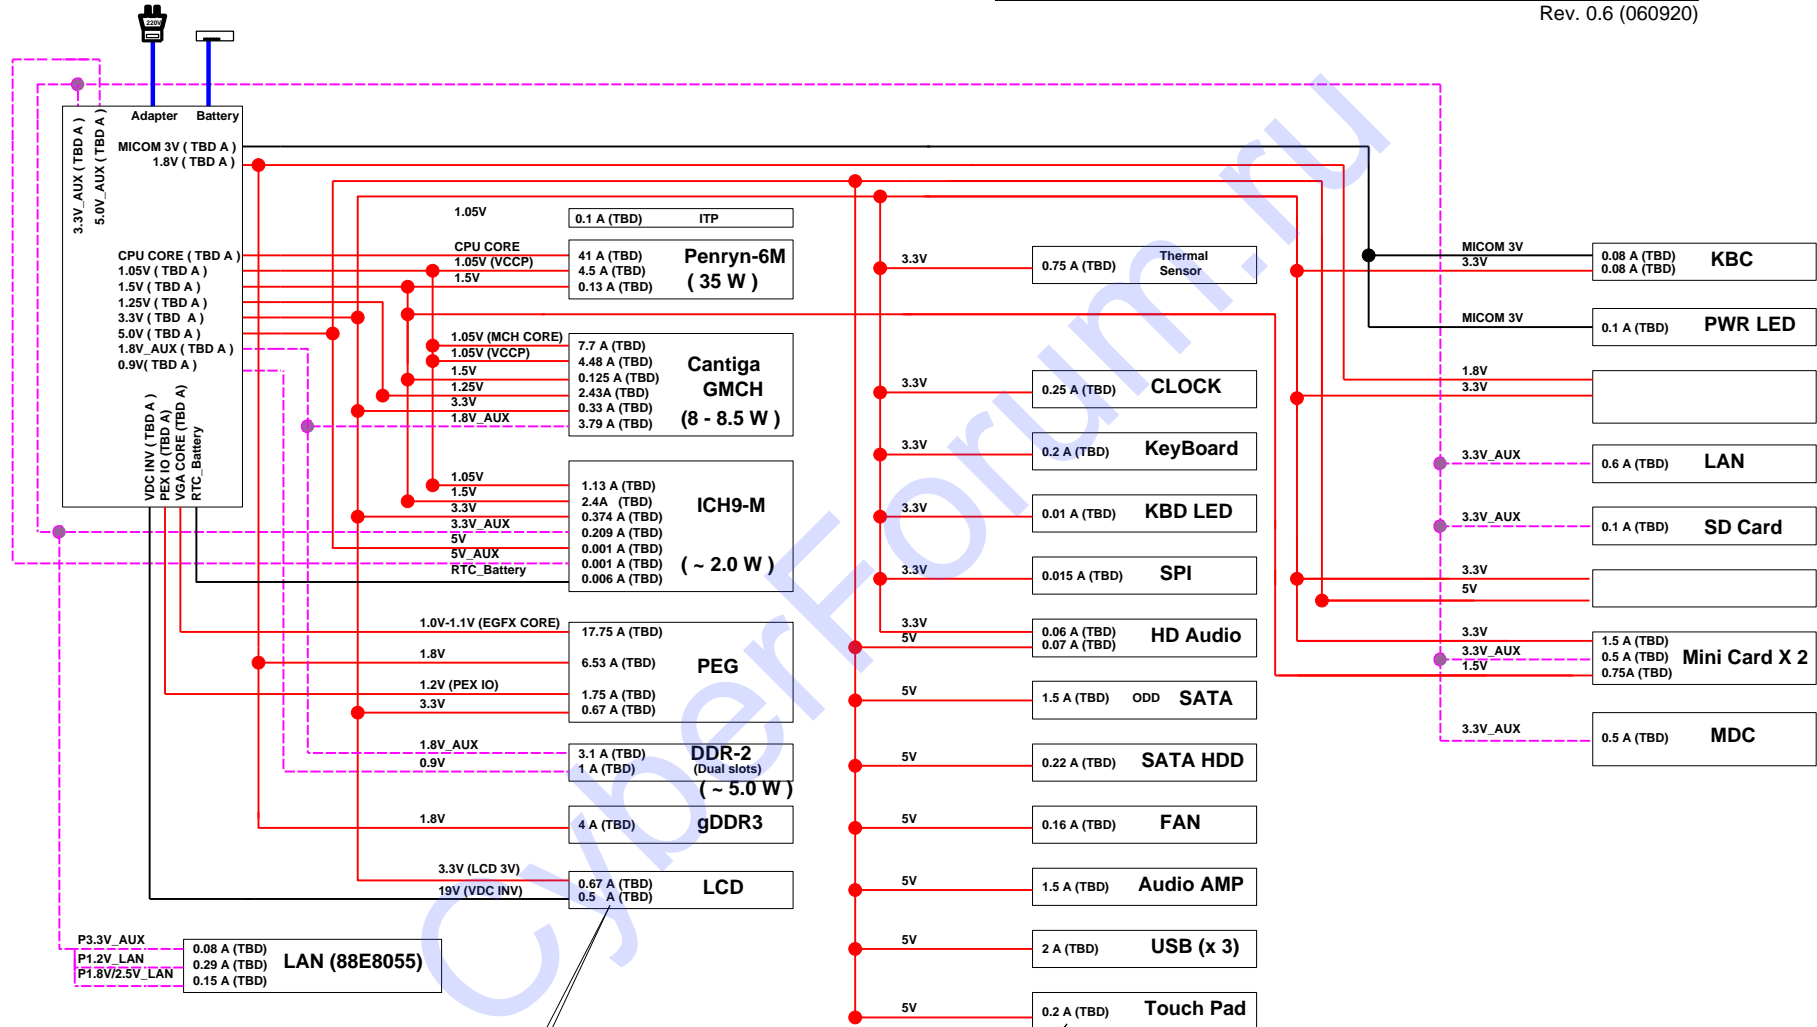 Rev. 0.6 (060920)
220V
Adapter
Battery
3.3V_AUX ( TBD A )
5.0V_AUX ( TBD A )
MICOM 3V ( TBD A )
1.8V ( TBD A )
CPU CORE ( TBD A )
1.05V ( TBD A )
1.5V ( TBD A )
1.25V ( TBD A )
3.3V ( TBD A )
5.0V ( TBD A )
1.8V_AUX ( TBD A )
0.9V( TBD A )
VDC INV ( TBD A )
PEX IO (TBD A)
VGA CORE (TBD A)
RTC_Battery
1.05V
0.1 A (TBD) ITP
CPU CORE
1.05V (VCCP)
1.5V
41 A (TBD)
4.5 A (TBD)
0.13 A (TBD)
Penryn-6M
( 35 W )
1.05V (MCH CORE)
1.05V (VCCP)
1.5V
1.25V
3.3V
1.8V_AUX
7.7 A (TBD)
4.48 A (TBD)
0.125 A (TBD)
2.43A (TBD)
0.33 A (TBD)
3.79 A (TBD)
Cantiga
GMCH
(8 - 8.5 W )
1.05V
1.5V
3.3V
3.3V_AUX
5V
5V_AUX
RTC_Battery
1.13 A (TBD)
2.4A (TBD)
0.374 A (TBD)
0.209 A (TBD)
0.001 A (TBD)
0.001 A (TBD)
0.006 A (TBD)
ICH9-M
( ~ 2.0 W )
1.0V-1.1V (EGFX CORE)
1.8V
1.2V (PEX IO)
3.3V
17.75 A (TBD)
6.53 A (TBD)
1.75 A (TBD)
0.67 A (TBD)
PEG
1.8V_AUX
0.9V
3.1 A (TBD)
1 A (TBD)
DDR-2
(Dual slots)
( ~ 5.0 W )
1.8V
4 A (TBD)
gDDR3
3.3V (LCD 3V)
19V (VDC INV)
0.67 A (TBD)
0.5 A (TBD)
LCD
P3.3V_AUX
P1.2V_LAN
P1.8V/2.5V_LAN
0.08 A (TBD)
0.29 A (TBD)
0.15 A (TBD)
LAN (88E8055)
3.3V
0.75 A (TBD)
Thermal
Sensor
3.3V
0.25 A (TBD)
CLOCK
3.3V
0.2 A (TBD)
KeyBoard
3.3V
0.01 A (TBD)
KBD LED
3.3V
0.015 A (TBD)
SPI
3.3V
5V
0.06 A (TBD)
0.07 A (TBD)
HD Audio
5V
1.5 A (TBD)
ODD SATA
5V
0.22 A (TBD)
SATA HDD
5V
0.16 A (TBD)
FAN
5V
1.5 A (TBD)
Audio AMP
5V
2 A (TBD)
USB (x 3)
5V
0.2 A (TBD)
Touch Pad
MICOM 3V
3.3V
0.08 A (TBD)
0.08 A (TBD)
KBC
MICOM 3V
0.1 A (TBD)
PWR LED
1.8V
3.3V
3.3V_AUX
0.6 A (TBD)
LAN
3.3V_AUX
0.1 A (TBD)
SD Card
3.3V
5V
3.3V
3.3V_AUX
1.5V
1.5 A (TBD)
0.5 A (TBD)
0.75A (TBD)
Mini Card X 2
3.3V_AUX
0.5 A (TBD)
MDC
CyberForum.ru